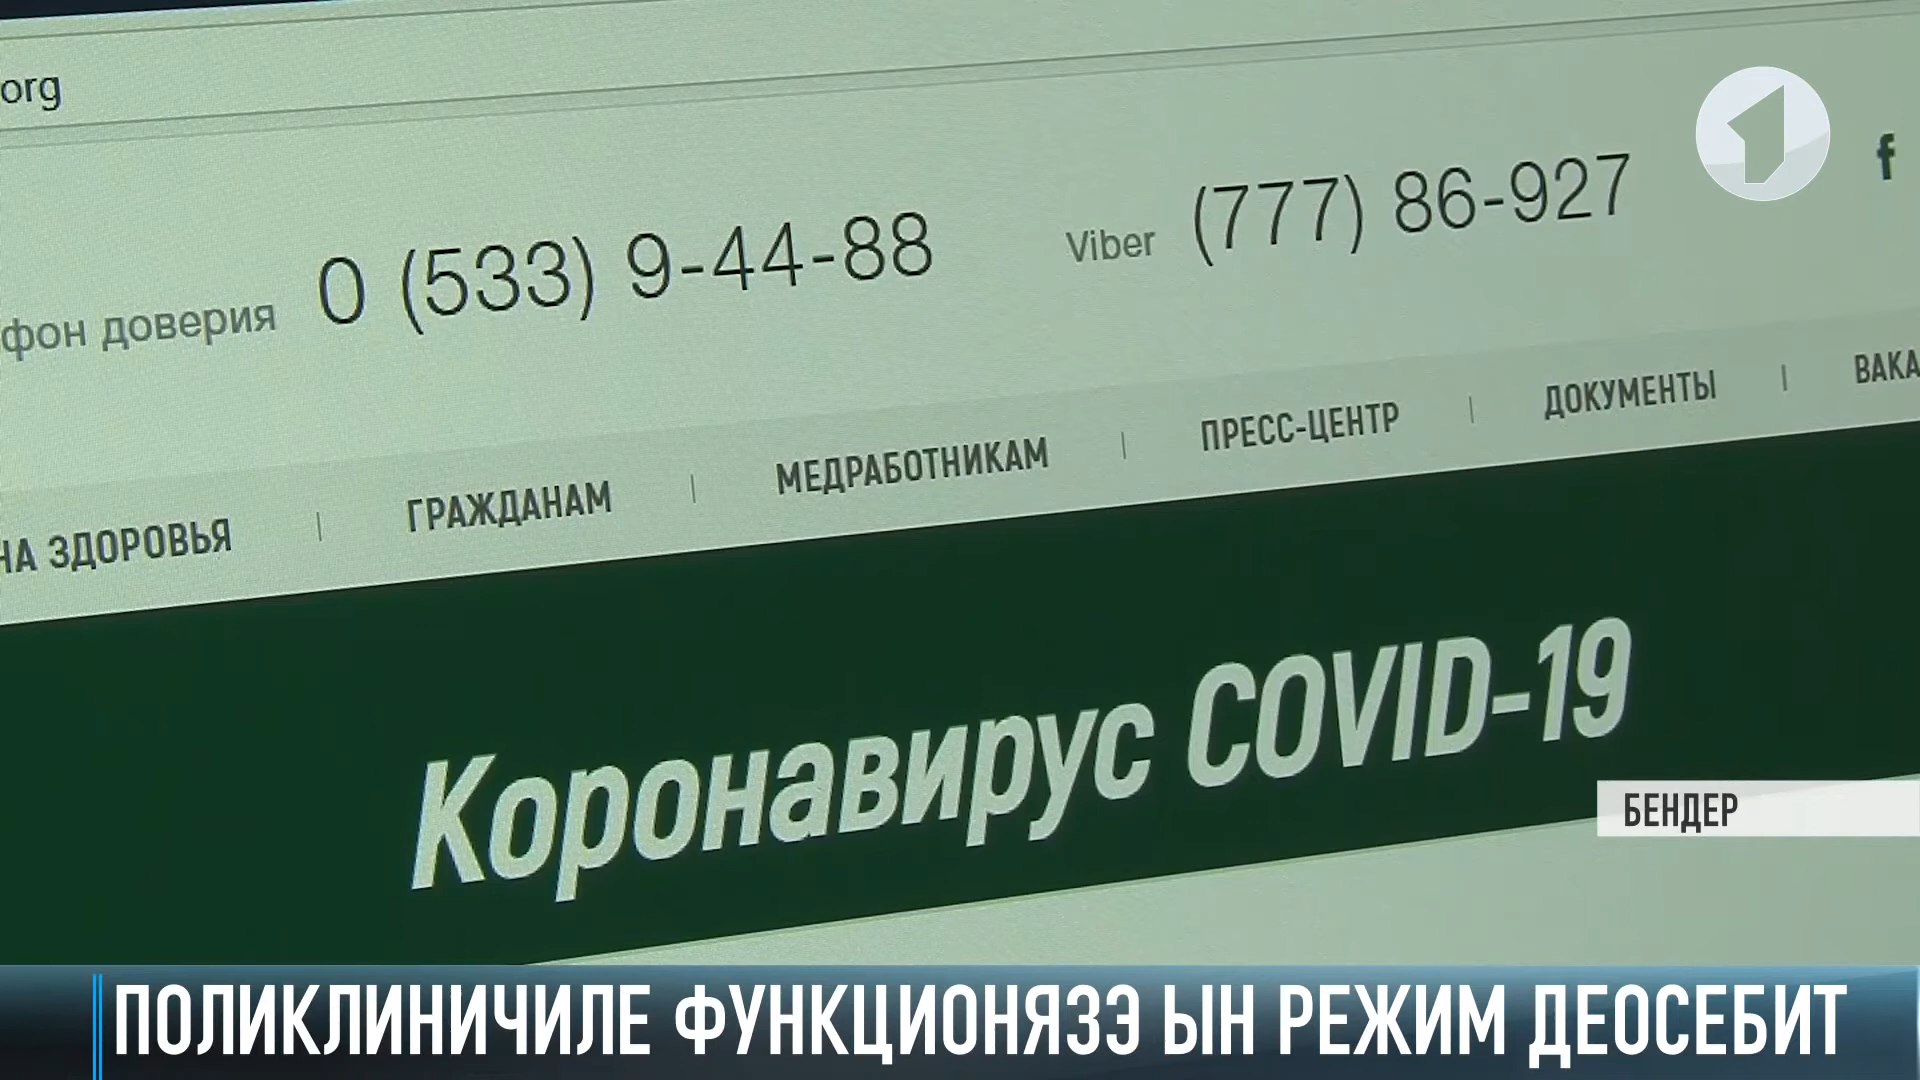 org
фон доверия 0 (533) 9-44-88 Viber (777) 86-927 f
НА ЗДОРОВЬЯ | ГРАЖДАНАМ | МЕДРАБОТНИКАМ | ПРЕСС-ЦЕНТР | ДОКУМЕНТЫ | ВАКА
Коронавирус COVID-19
БЕНДЕР
ПОЛИКЛИНИЧИЛЕ ФУНКЦИОНЯЗЭ ЫН РЕЖИМ ДЕОСЕБИТ